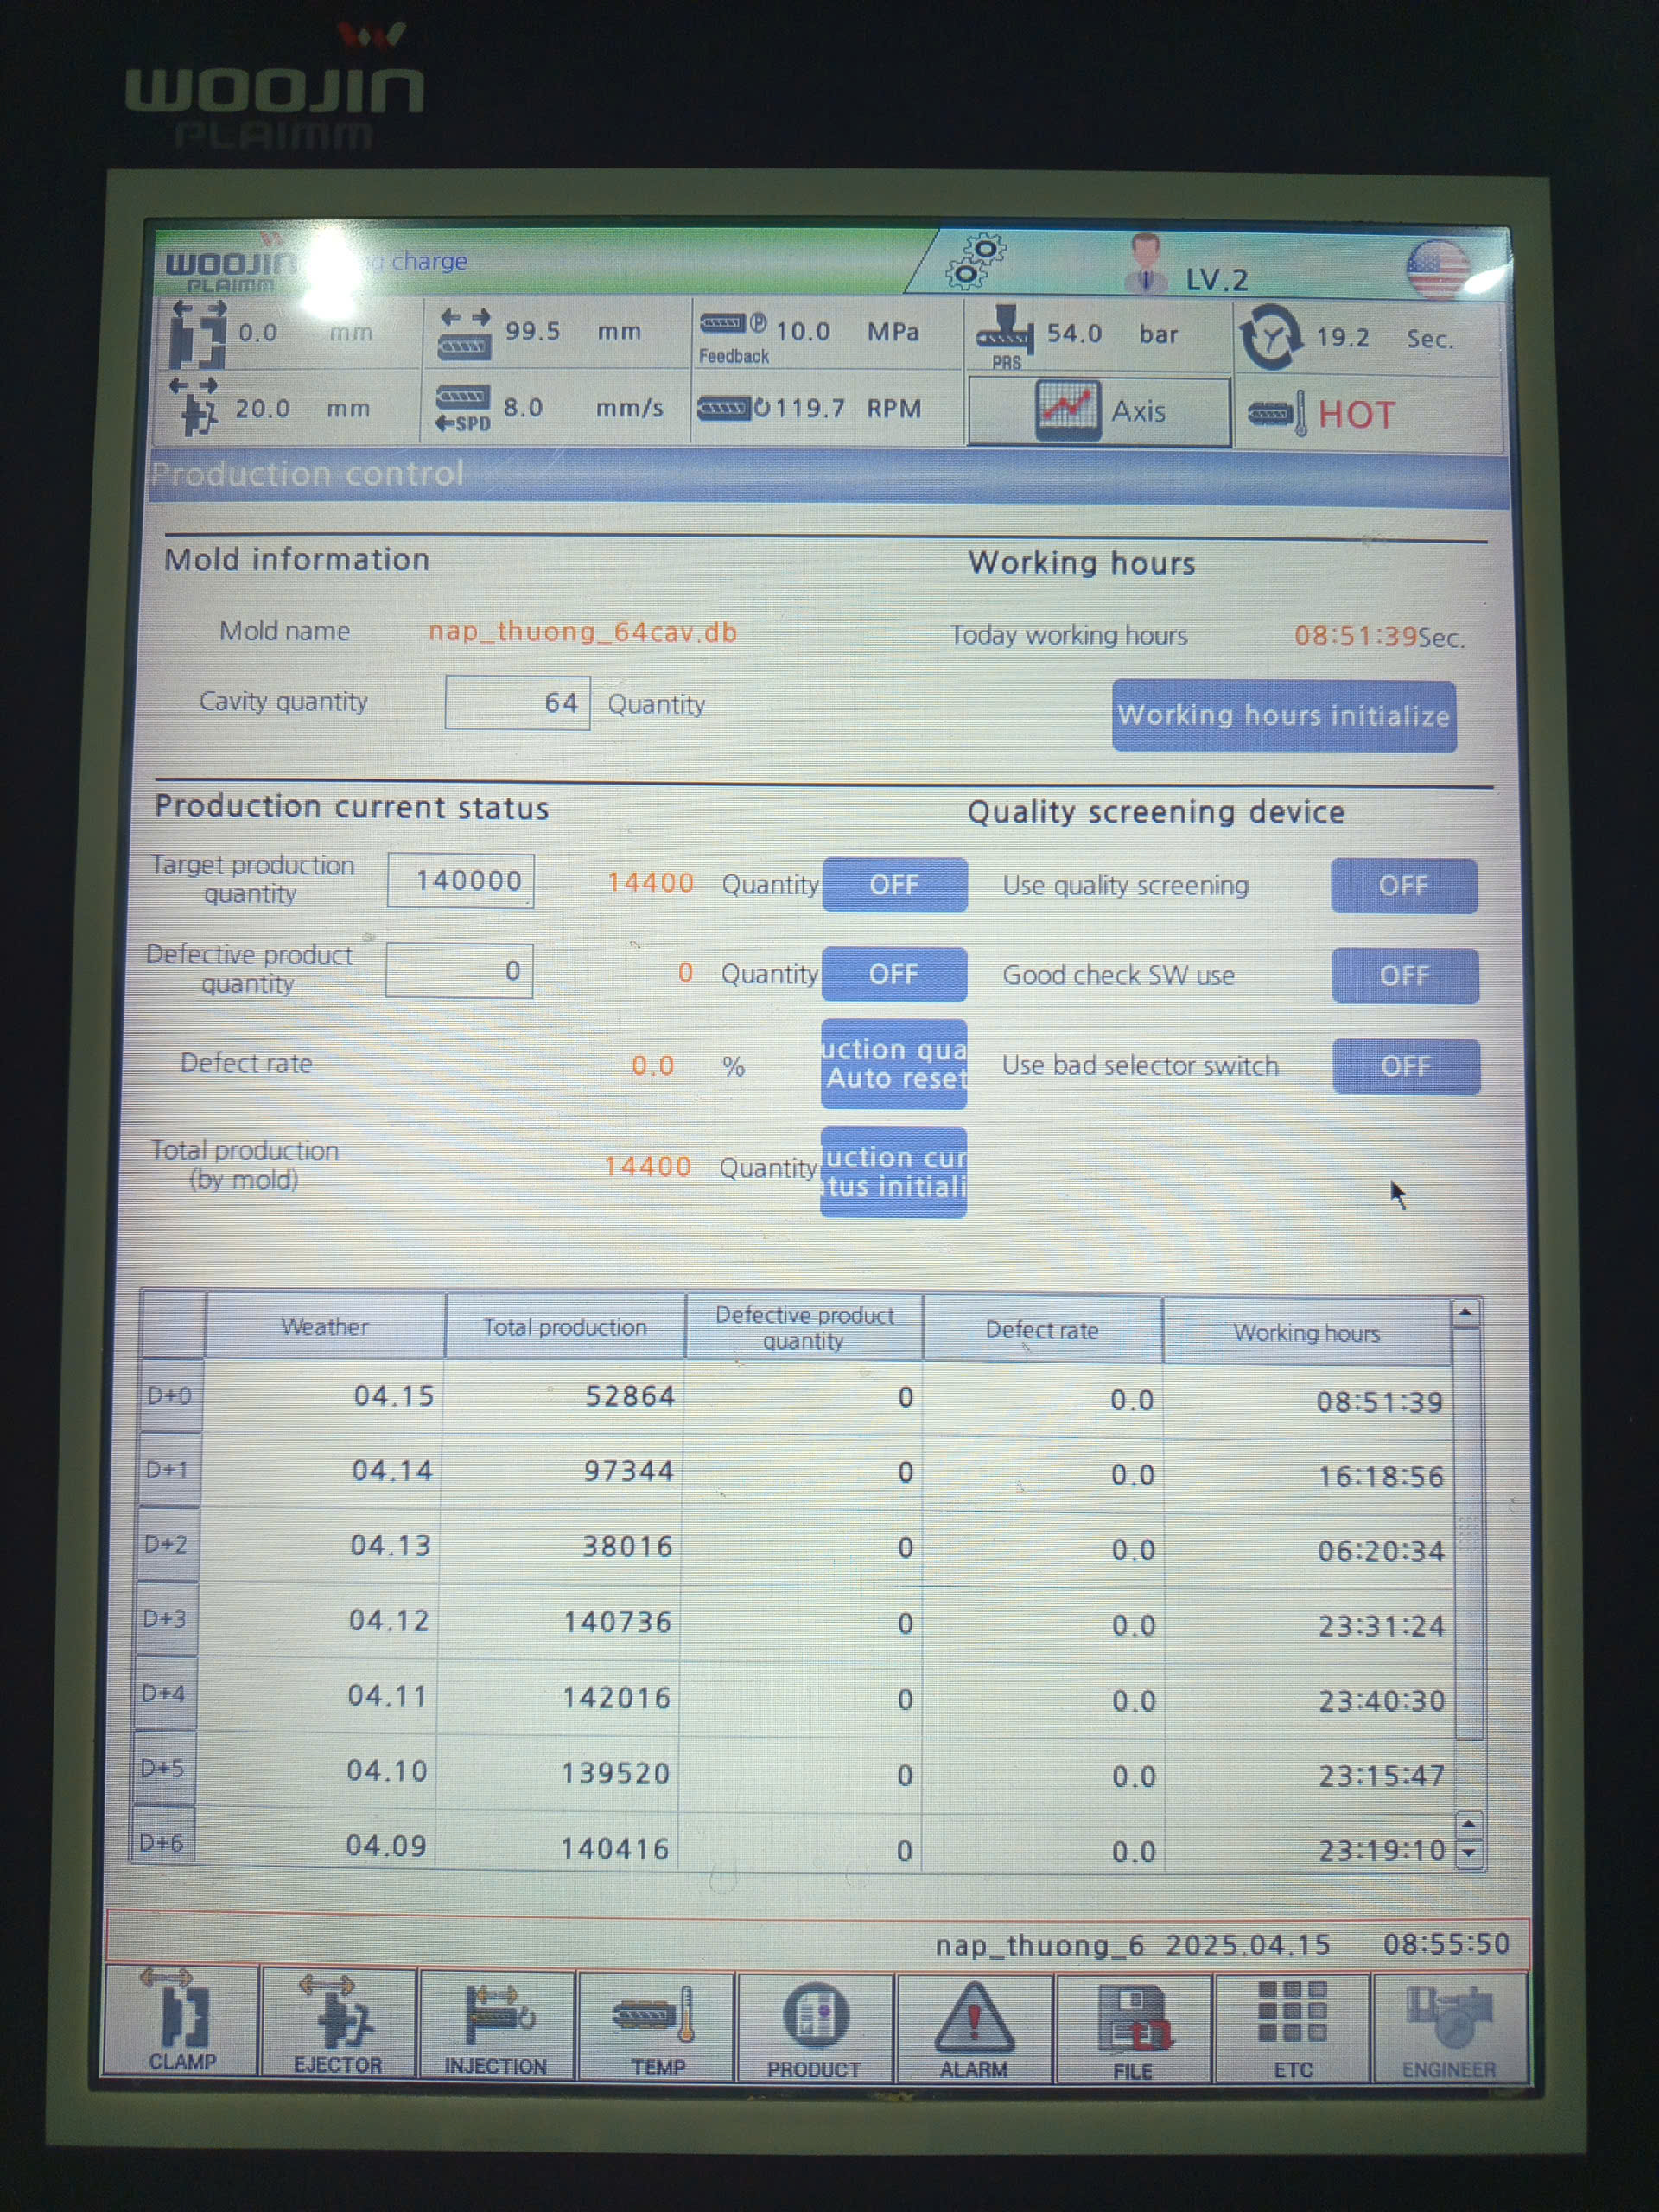 WOOJIN
PLAIMM
WOOJIN charge
PLAIMM
LV.2
0.0 mm 99.5 mm 10.0 MPa 54.0 bar 19.2 Sec.
Feedback PRS
20.0 mm 8.0 mm/s 119.7 RPM Axis HOT
SPD
Production control
Mold information Working hours
Mold name nap_thuong_64cav.db Today working hours 08:51:39Sec.
Cavity quantity 64 Quantity Working hours initialize
Production current status Quality screening device
Target production
quantity 140000 14400 Quantity OFF Use quality screening OFF
Defective product
quantity 0 0 Quantity OFF Good check SW use OFF
Defect rate 0.0 % uction qua
Auto reset Use bad selector switch OFF
Total production
(by mold) 14400 Quantity uction cur
tus initiali
Weather Total production Defective product
quantity Defect rate Working hours
D+0 04.15 52864 0 0.0 08:51:39
D+1 04.14 97344 0 0.0 16:18:56
D+2 04.13 38016 0 0.0 06:20:34
D+3 04.12 140736 0 0.0 23:31:24
D+4 04.11 142016 0 0.0 23:40:30
D+5 04.10 139520 0 0.0 23:15:47
D+6 04.09 140416 0 0.0 23:19:10
nap_thuong_6 2025.04.15 08:55:50
CLAMP EJECTOR INJECTION TEMP PRODUCT ALARM FILE ETC ENGINEER